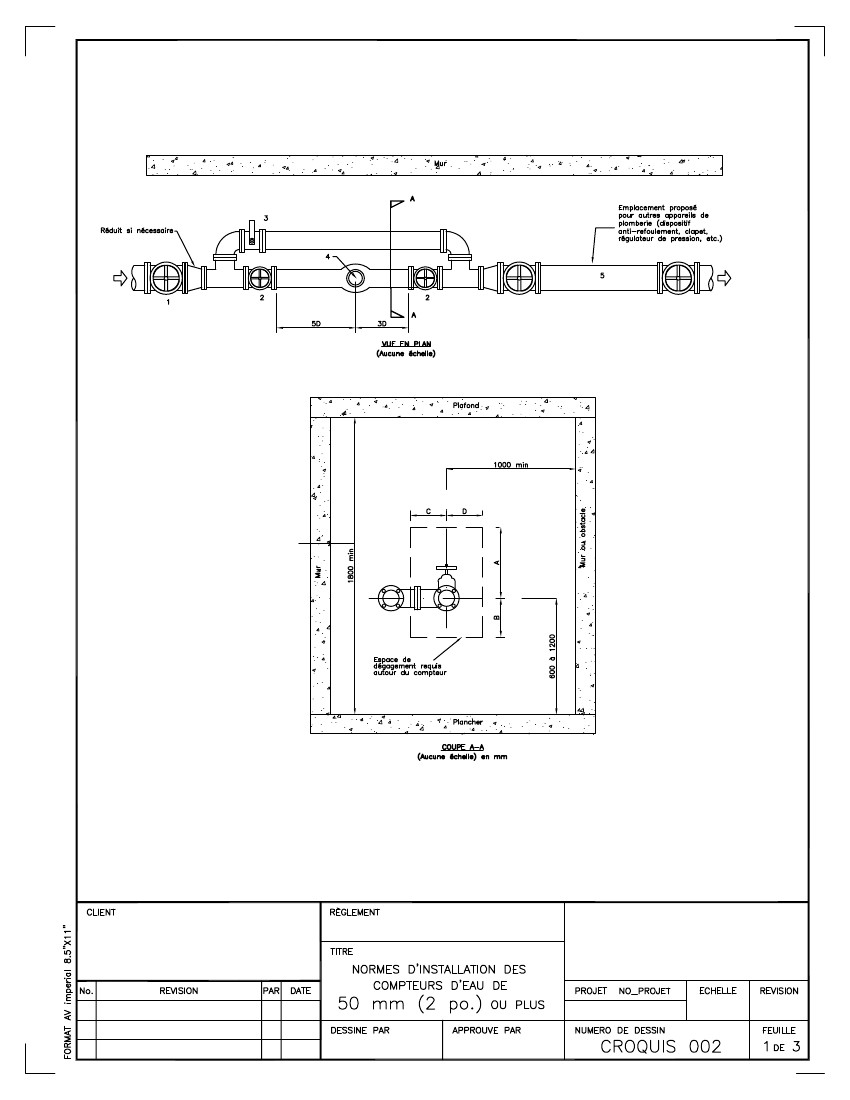 Mur
A
Emplacement proposé
pour autres appareils de
plomberie (dispositif
anti-refoulement, clapet,
régulateur de pression, etc.)
3
Réduit si nécessaire
4
5
1
2
2
A
5D
3D
VUE EN PLAN
(Aucune échelle)
Plafond
1000 min
C
D
Mur
1800 min
A
B
Mur ou obstacle
600 à 1200
Espace de
dégagement requis
autour du compteur
Plancher
COUPE A-A
(Aucune échelle) en mm
FORMAT AV imperial 8.5"X11"
CLIENT
RÈGLEMENT
TITRE
NORMES D'INSTALLATION DES
COMPTEURS D'EAU DE
50 mm (2 po.) OU PLUS
No.
REVISION
PAR
DATE
PROJET NO_PROJET
ECHELLE
REVISION
DESSINE PAR
APPROUVE PAR
NUMERO DE DESSIN
CROQUIS 002
FEUILLE
1 DE 3